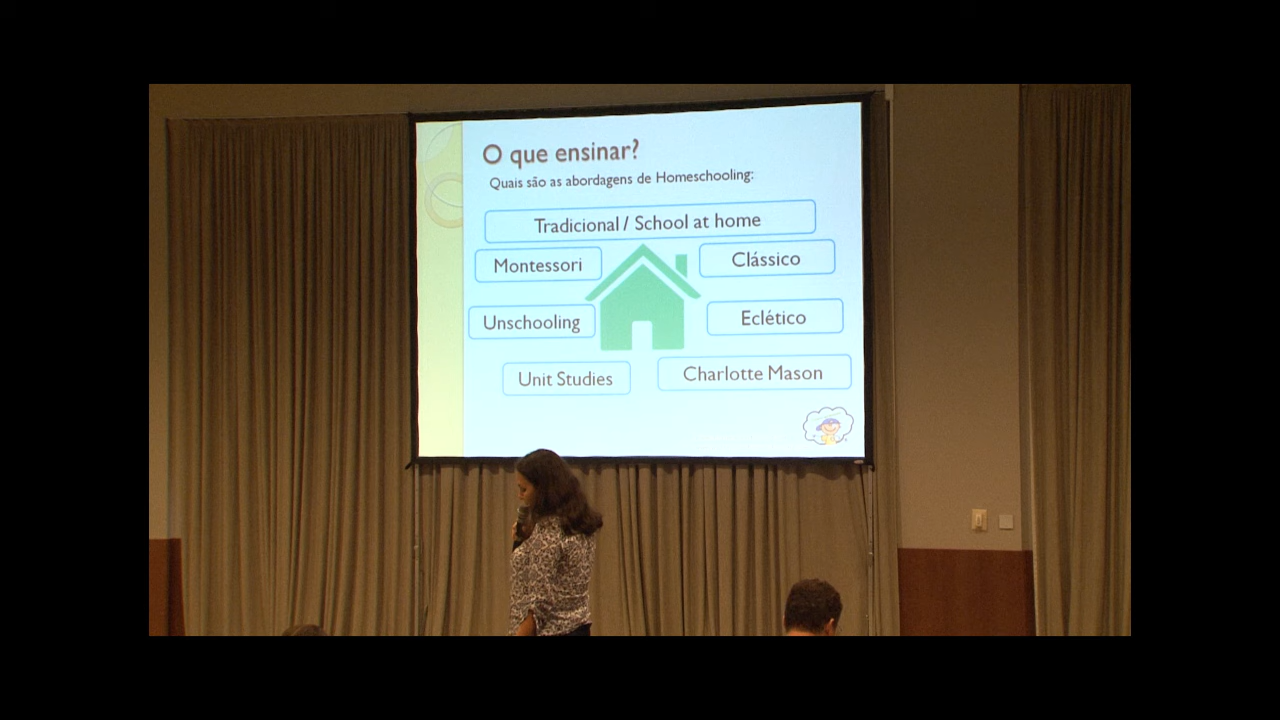 O que ensinar?
Quais são as abordagens de Homeschooling:
Tradicional / School at home
Montessori
Clássico
Unschooling
Eclético
Unit Studies
Charlotte Mason